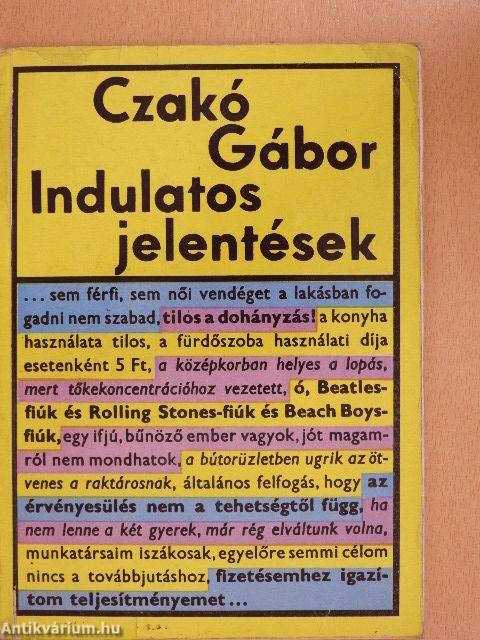 Czakó
Gábor
Indulatos
jelentések
...sem férfi, sem női vendéget a lakásban fo-
gadni nem szabad, tilos a dohányzás! a konyha
használata tilos, a fürdőszoba használati díja
esetenként 5 Ft, a középkorban helyes a lopás,
mert tőkekoncentrációhoz vezetett, ó, Beatles-
fiúk és Rolling Stones-fiúk és Beach Boys-
fiúk, egy ifjú, bűnöző ember vagyok, jót magam-
ról nem mondhatok, a bútorüzletben ugrik az öt-
venes a raktárosnak, általános felfogás, hogy az
érvényesülés nem a tehetségtől függ, ha
nem lenne a két gyerek, már rég elváltunk volna,
munkatársaim iszákosak, egyelőre semmi célom
nincs a továbbjutáshoz, fizetésemhez igazí-
tom teljesítményemet...
Antikvárium.hu